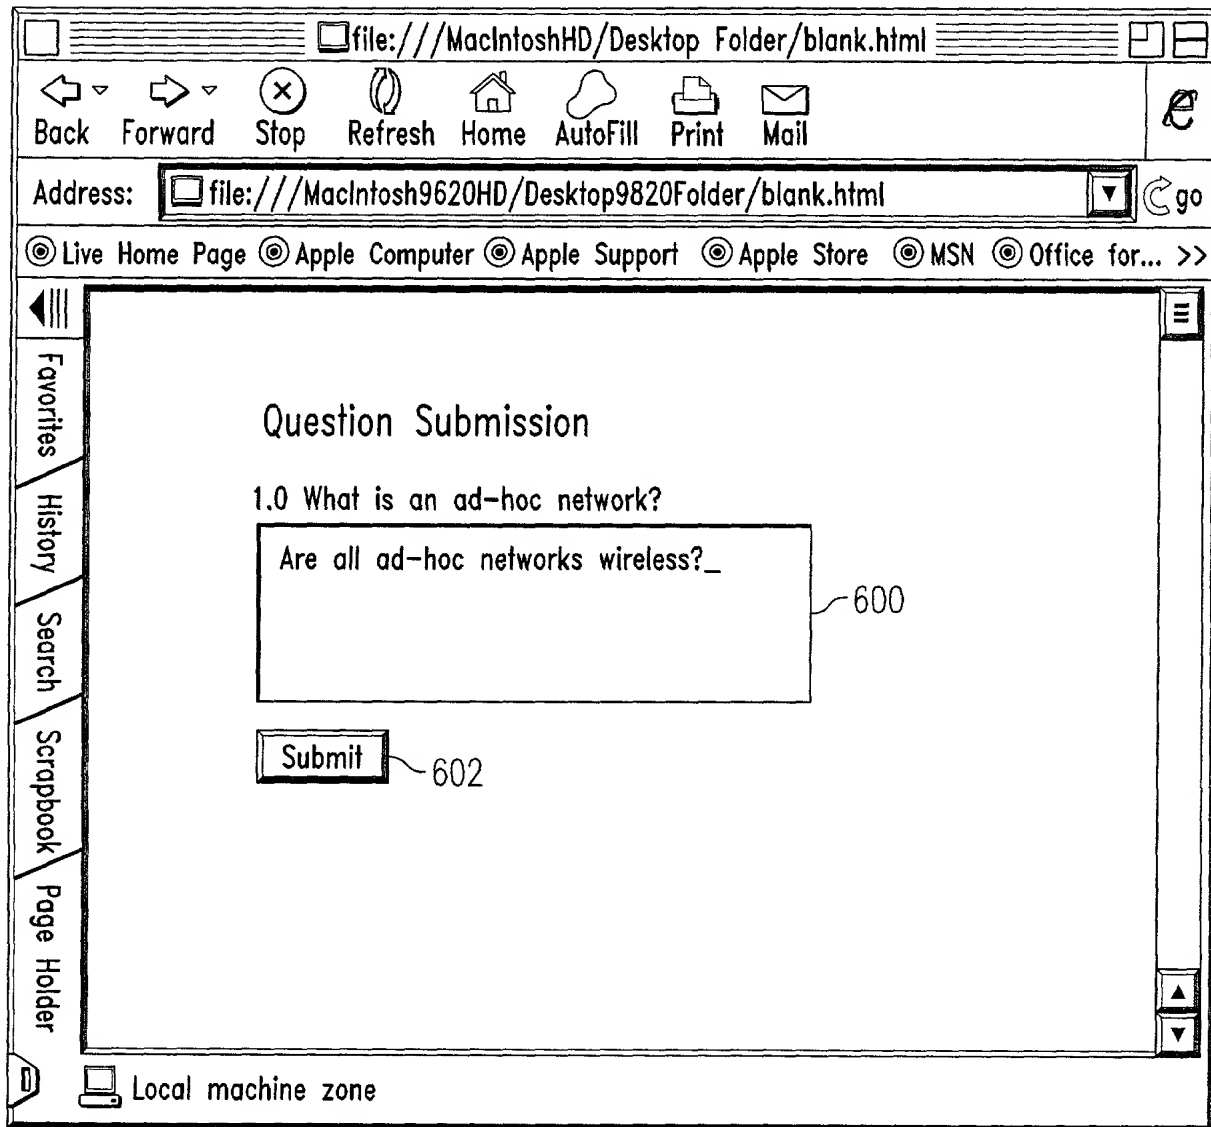 file:///MacIntoshHD/Desktop Folder/blank.html
Back Forward Stop Refresh Home AutoFill Print Mail
Address: file:///MacIntosh9620HD/Desktop9820Folder/blank.html go
Live Home Page Apple Computer Apple Support Apple Store MSN Office for... >>
Favorites
History
Search
Scrapbook
Page Holder
Question Submission
1.0 What is an ad-hoc network?
Are all ad-hoc networks wireless?_
600
Submit
602
Local machine zone